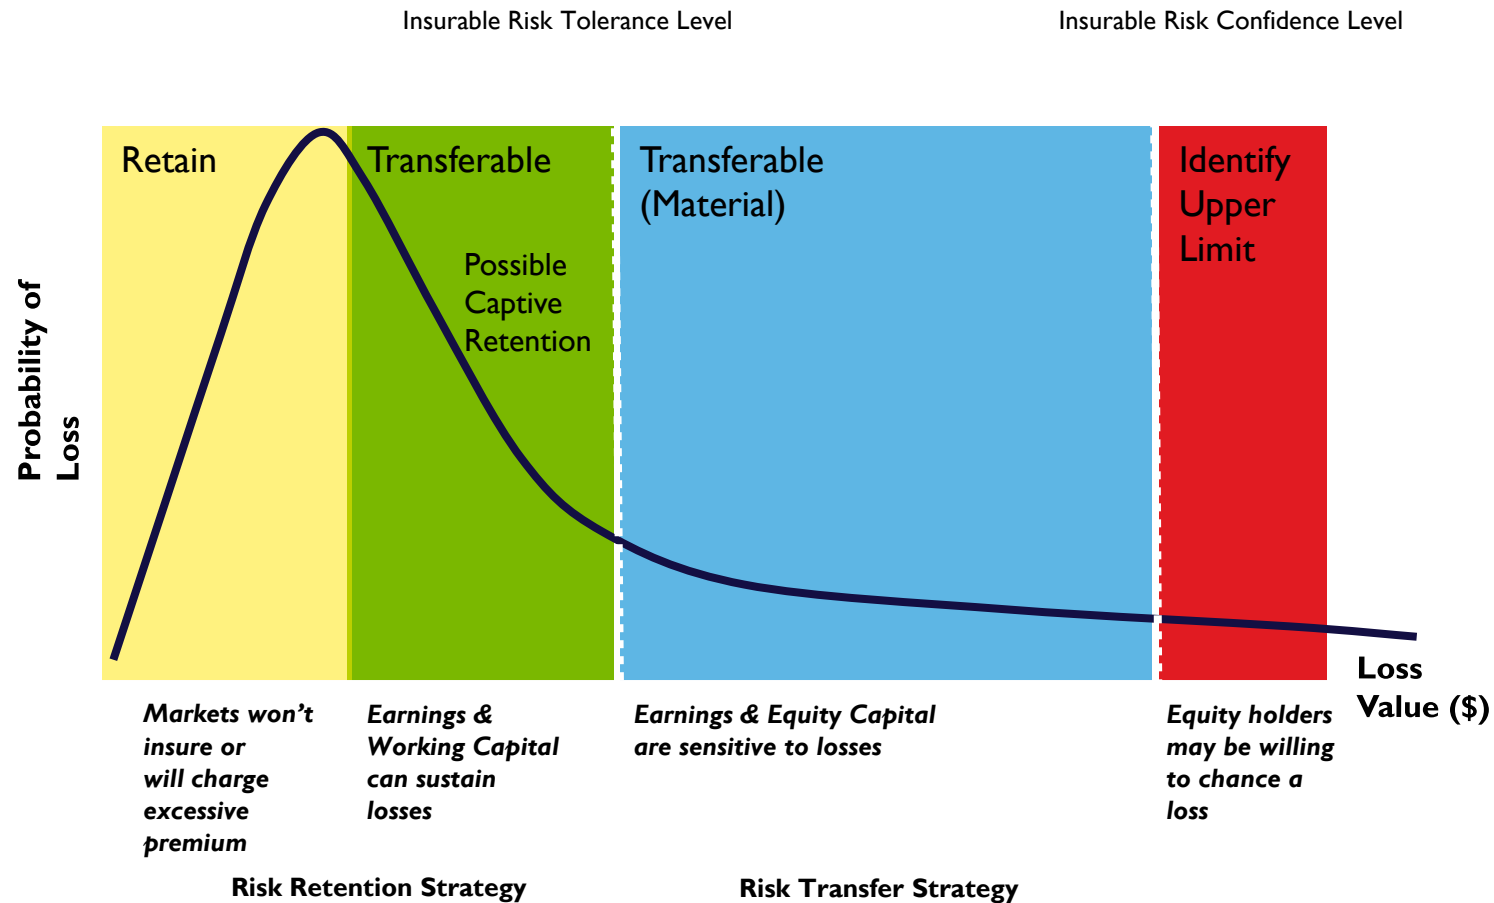 Insurable Risk Tolerance Level
Insurable Risk Confidence Level
Retain
Transferable
Possible
Captive
Retention
Transferable
(Material)
Identify
Upper
Limit
Probability of
Loss
Loss
Value ($)
Markets won’t
insure or
will charge
excessive
premium
Earnings &
Working Capital
can sustain
losses
Earnings & Equity Capital
are sensitive to losses
Equity holders
may be willing
to chance a
loss
Risk Retention Strategy
Risk Transfer Strategy